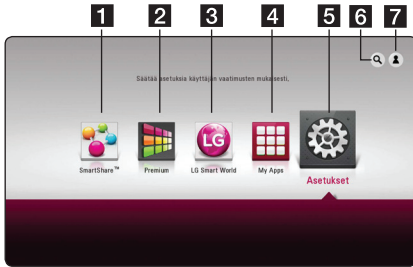 1 2 3 4 5 6 7
Säätää asetuksia käyttäjän vaatimusten mukaisesti.
LG
SmartShare™ Premium LG Smart World My Apps Asetukset